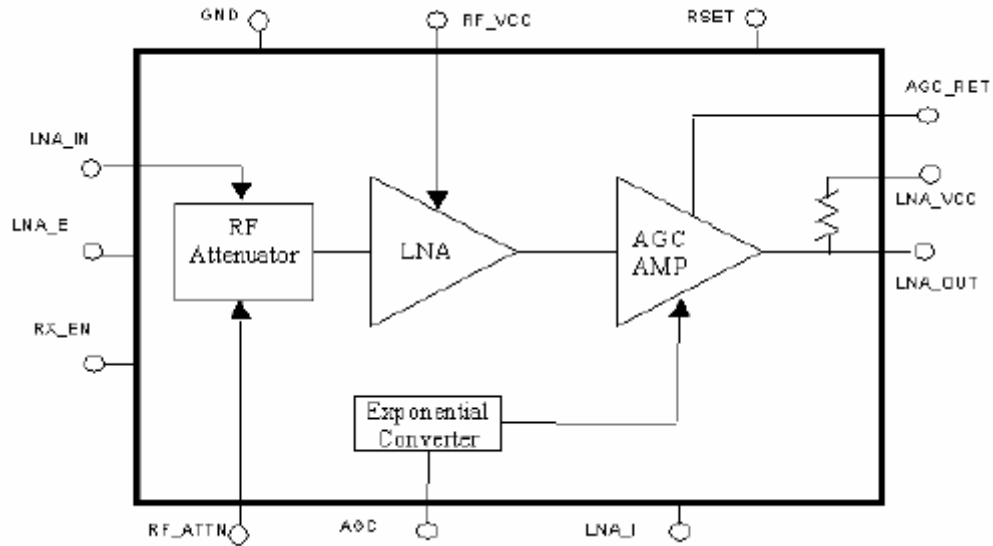 GND
RF_VCC
RSET
AGC_RET
LNA_IN
LNA_VCC
LNA_E
RF
Attenuator
LNA
AGC
AMP
LNA_OUT
RX_EN
Exponential
Converter
RF_ATTN
AGC
LNA_I